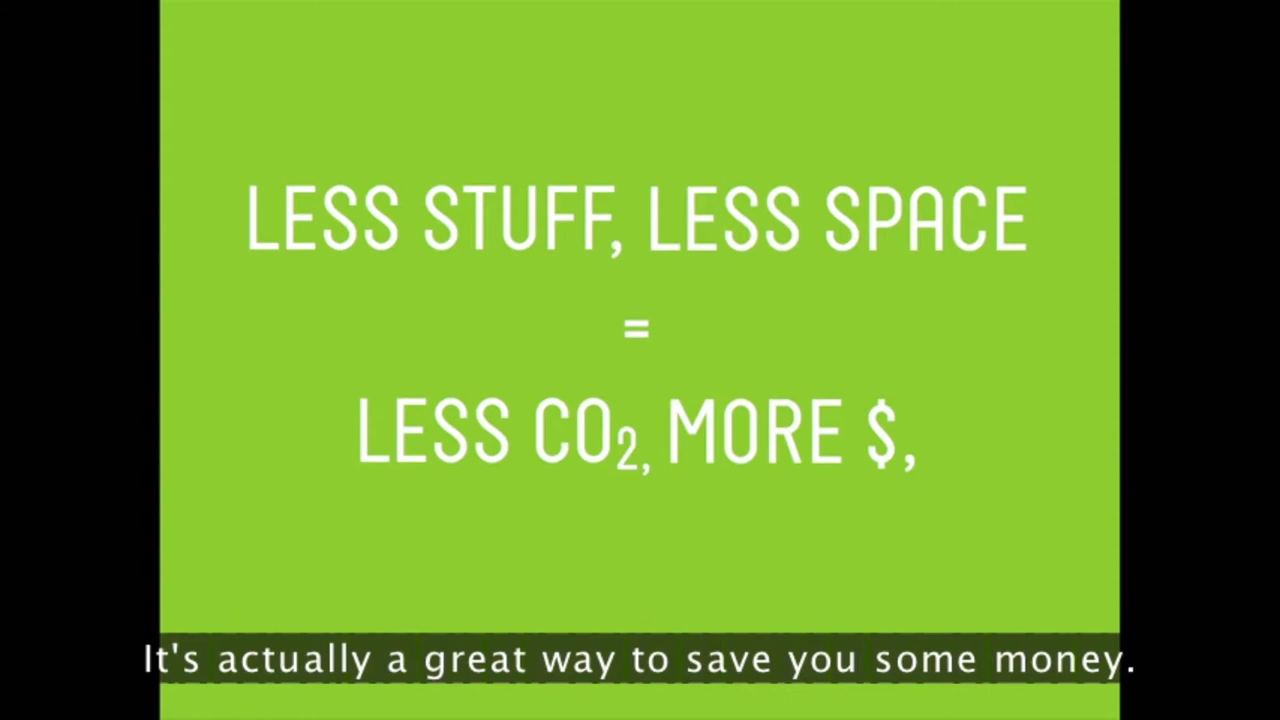 LESS STUFF, LESS SPACE
=
LESS CO₂, MORE $,
It's actually a great way to save you some money.